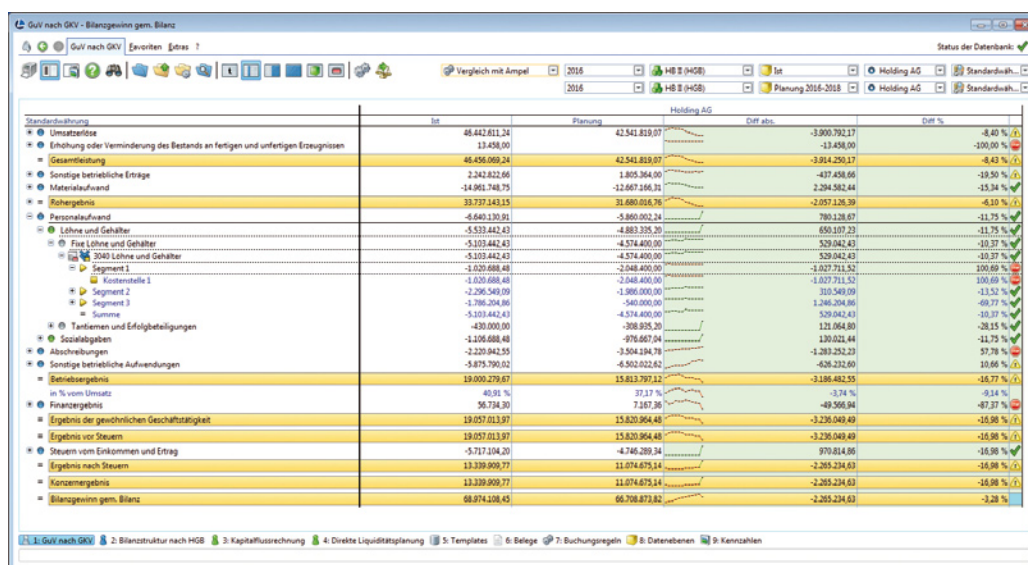 GuV nach GKV - Bilanzgewinn gem. Bilanz
GuV nach GKV Favoriten Extras ? Status der Datenbank:
Vergleich mit Ampel 2016 HB II (HGB) Ist Holding AG Standardwäh...
2016 HB II (HGB) Planung 2016-2018 Holding AG Standardwäh...
Holding AG
Standardwährung Ist Planung Diff abs. Diff %
Umsatzerlöse 46.442.611,24 42.541.819,07 -3.900.792,17 -8,40 %
Erhöhung oder Verminderung des Bestands an fertigen und unfertigen Erzeugnissen 13.458,00 -13.458,00 -100,00 %
= Gesamtleistung 46.456.069,24 42.541.819,07 -3.914.250,17 -8,43 %
Sonstige betriebliche Erträge 2.242.822,66 1.805.364,00 -437.458,66 -19,50 %
Materialaufwand -14.961.748,75 -12.667.166,31 2.294.582,44 -15,34 %
= Rohergebnis 33.737.143,15 31.680.016,76 -2.057.126,39 -6,10 %
Personalaufwand -6.640.130,91 -5.860.002,24 780.128,67 -11,75 %
Löhne und Gehälter -5.533.442,43 -4.883.335,20 650.107,23 -11,75 %
Fixe Löhne und Gehälter -5.103.442,43 -4.574.400,00 529.042,43 -10,37 %
3040 Löhne und Gehälter -5.103.442,43 -4.574.400,00 529.042,43 -10,37 %
Segment 1 -1.020.688,48 -2.048.400,00 -1.027.711,52 100,69 %
Kostenstelle 1 -1.020.688,48 -2.048.400,00 -1.027.711,52 100,69 %
Segment 2 -2.296.549,09 -1.986.000,00 310.549,09 -13,52 %
Segment 3 -1.786.204,86 -540.000,00 1.246.204,86 -69,77 %
= Summe -5.103.442,43 -4.574.400,00 529.042,43 -10,37 %
Tantiemen und Erfolgbeteiligungen -430.000,00 -308.935,20 121.064,80 -28,15 %
Sozialabgaben -1.106.688,48 -976.667,04 130.021,44 -11,75 %
Abschreibungen -2.220.942,55 -3.504.194,78 -1.283.252,23 57,78 %
Sonstige betriebliche Aufwendungen -5.875.790,02 -6.502.022,62 -626.232,60 10,66 %
= Betriebsergebnis 19.000.279,67 15.813.797,12 -3.186.482,55 -16,77 %
in % vom Umsatz 40,91 % 37,17 % -3,74 % -9,14 %
Finanzergebnis 56.734,30 7.167,36 -49.566,94 -87,37 %
= Ergebnis der gewöhnlichen Geschäftstätigkeit 19.057.013,97 15.820.964,48 -3.236.049,49 -16,98 %
= Ergebnis vor Steuern 19.057.013,97 15.820.964,48 -3.236.049,49 -16,98 %
Steuern vom Einkommen und Ertrag -5.717.104,20 -4.746.289,34 970.814,86 -16,98 %
= Ergebnis nach Steuern 13.339.909,77 11.074.675,14 -2.265.234,63 -16,98 %
= Konzernergebnis 13.339.909,77 11.074.675,14 -2.265.234,63 -16,98 %
= Bilanzgewinn gem. Bilanz 68.974.108,45 66.708.873,82 -2.265.234,63 -3,28 %
1: GuV nach GKV 2: Bilanzstruktur nach HGB 3: Kapitalflussrechnung 4: Direkte Liquiditätsplanung 5: Templates 6: Belege 7: Buchungsregeln 8: Datenebenen 9: Kennzahlen